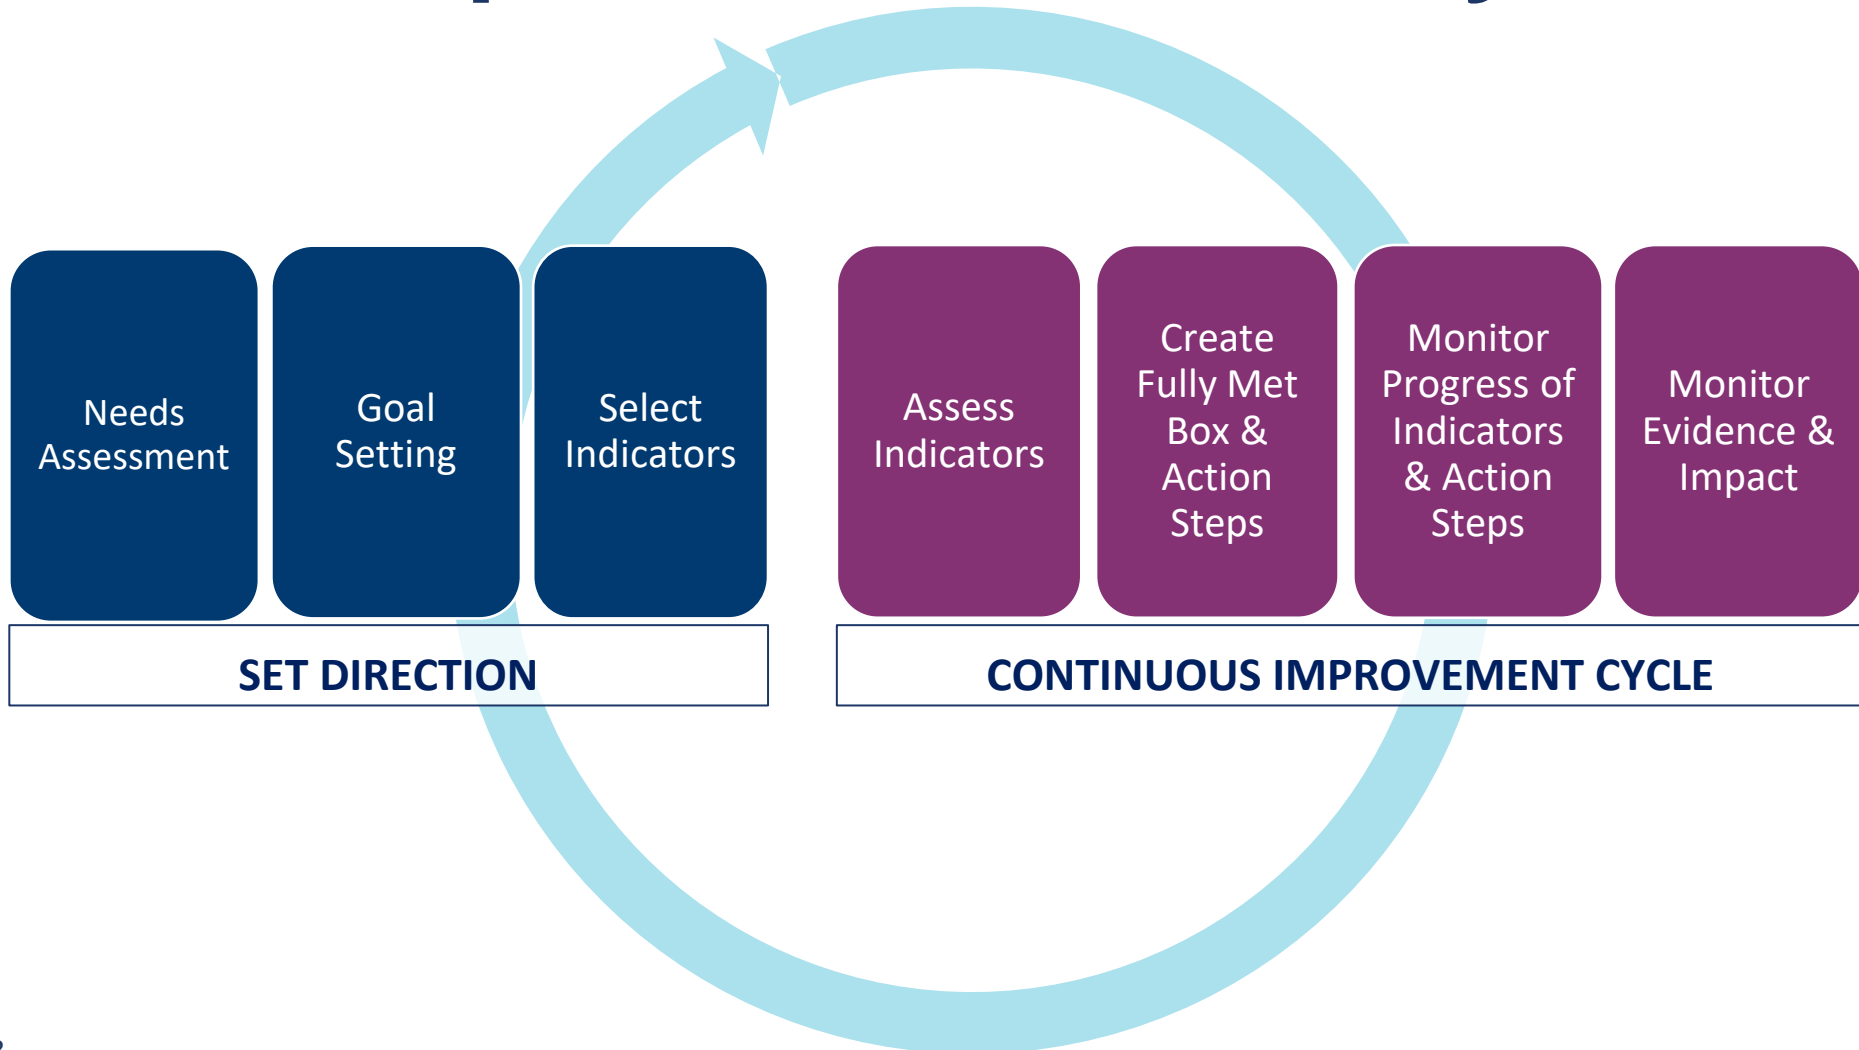 Needs
Assessment
Goal
Setting
Select
Indicators
Assess
Indicators
Create
Fully Met
Box &
Action
Steps
Monitor
Progress of
Indicators
& Action
Steps
Monitor
Evidence &
Impact
SET DIRECTION
CONTINUOUS IMPROVEMENT CYCLE